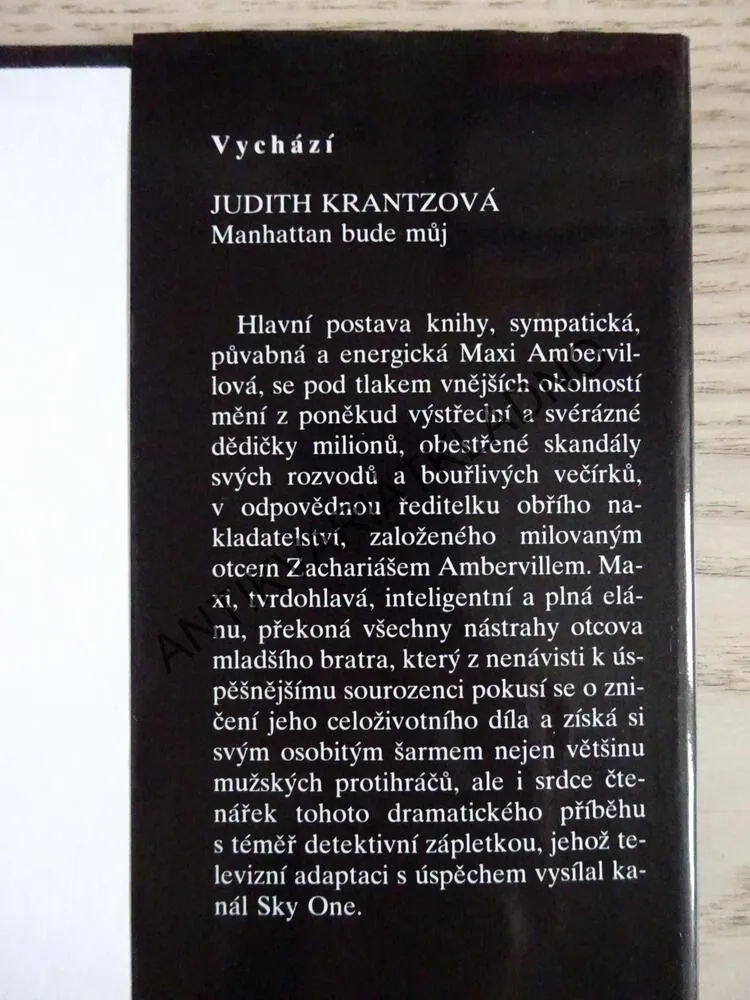 Vychází
JUDITH KRANTZOVÁ
Manhattan bude můj
Hlavní postava knihy, sympatická,
půvabná a energická Maxi Ambervil-
lová, se pod tlakem vnějších okolností
mění z poněkud výstřední a svérázné
dědičky milionů, obestřené skandály
svých rozvodů a bouřlivých večírků,
v odpovědnou ředitelku obřího na-
kladatelství, založeného milovaným
otcem Zachariášem Ambervillem. Ma-
xi, tvrdohlavá, inteligentní a plná elá-
nu, překoná všechny nástrahy otcova
mladšího bratra, který z nenávisti k ús-
pěšnějšímu sourozenci pokusí se o zni-
čení jeho celoživotního díla a získá si
svým osobitým šarmem nejen většinu
mužských protihráčů, ale i srdce čte-
nářek tohoto dramatického příběhu
s téměř detektivní zápletkou, jehož te-
levizní adaptaci s úspěchem vysílal ka-
nál Sky One.
ANTIKVARIAT KLADNO